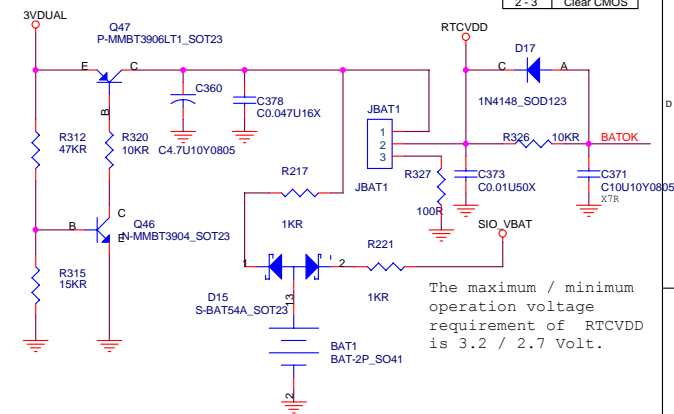 2 - 3 Clear CMOS
3VDUAL
Q47
P-MMBT3906LT1_SOT23
RTCVDD
D17
E
C
C
A
C360
C378
C0.047U16X
1N4148_SOD123
D
B
JBAT1
1
2
3
R312
47KR
R320
10KR
C4.7U10Y0805
R326
10KR
BATOK
R217
JBAT1
R327
C373
C0.01U50X
C371
C10U10Y0805
X7R
C
Q46
B
E
N-MMBT3904_SOT23
1KR
100R
SIO_VBAT
R221
1
2
R315
15KR
1KR
D15
S-BAT54A_SOT23
13
The maximum / minimum
operation voltage
requirement of RTCVDD
is 3.2 / 2.7 Volt.
BAT1
BAT-2P_SO41
2